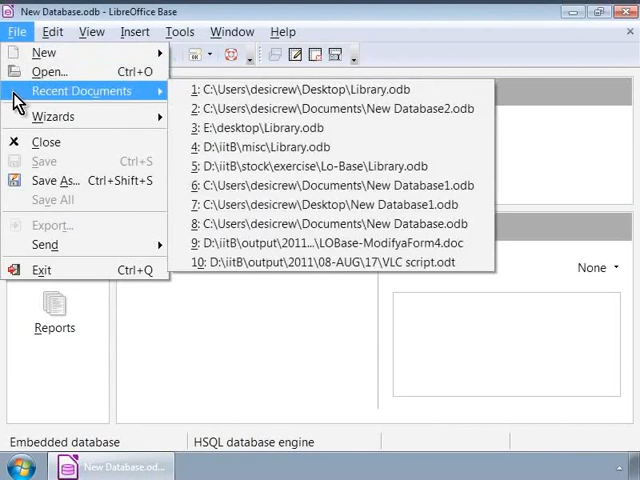 New Database.odb - LibreOffice Base
File Edit View Insert Tools Window Help
New
Open... Ctrl+O
Recent Documents
Wizards
Close
Save Ctrl+S
Save As... Ctrl+Shift+S
Save All
Export...
Send
Exit Ctrl+Q
1: C:\Users\desicrew\Desktop\Library.odb
2: C:\Users\desicrew\Documents\New Database2.odb
3: E:\desktop\Library.odb
4: D:\iitB\misc\Library.odb
5: D:\iitB\stock\exercise\Lo-Base\Library.odb
6: C:\Users\desicrew\Documents\New Database1.odb
7: C:\Users\desicrew\Desktop\New Database1.odb
8: C:\Users\desicrew\Documents\New Database.odb
9: D:\iitB\output\2011...\LOBase-ModifyaForm4.doc
10: D:\iitB\output\2011\08-AUG\17\VLC script.odt
None
Reports
Embedded database
HSQL database engine
New Database.od...